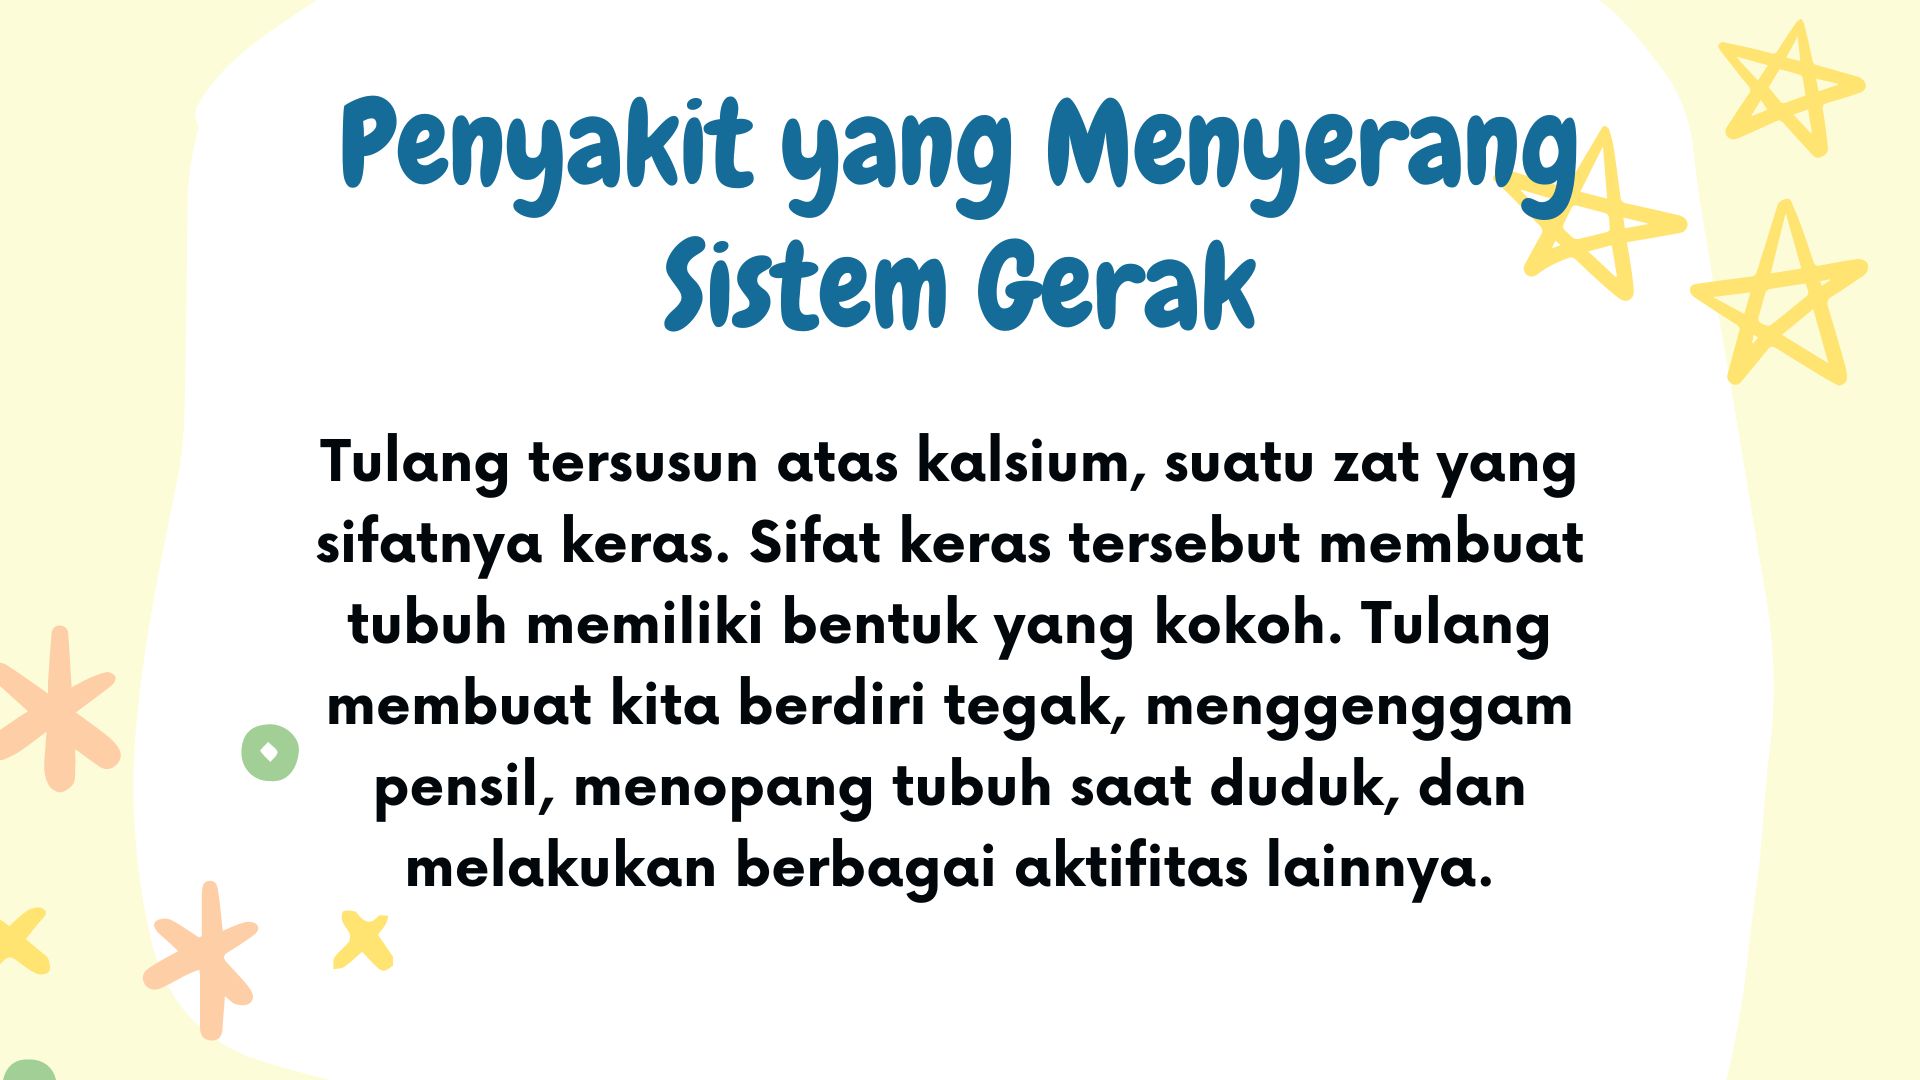 Penyakit yang Menyerang
Sistem Gerak
Tulang tersusun atas kalsium, suatu zat yang
sifatnya keras. Sifat keras tersebut membuat
tubuh memiliki bentuk yang kokoh. Tulang
membuat kita berdiri tegak, menggenggam
pensil, menopang tubuh saat duduk, dan
melakukan berbagai aktifitas lainnya.